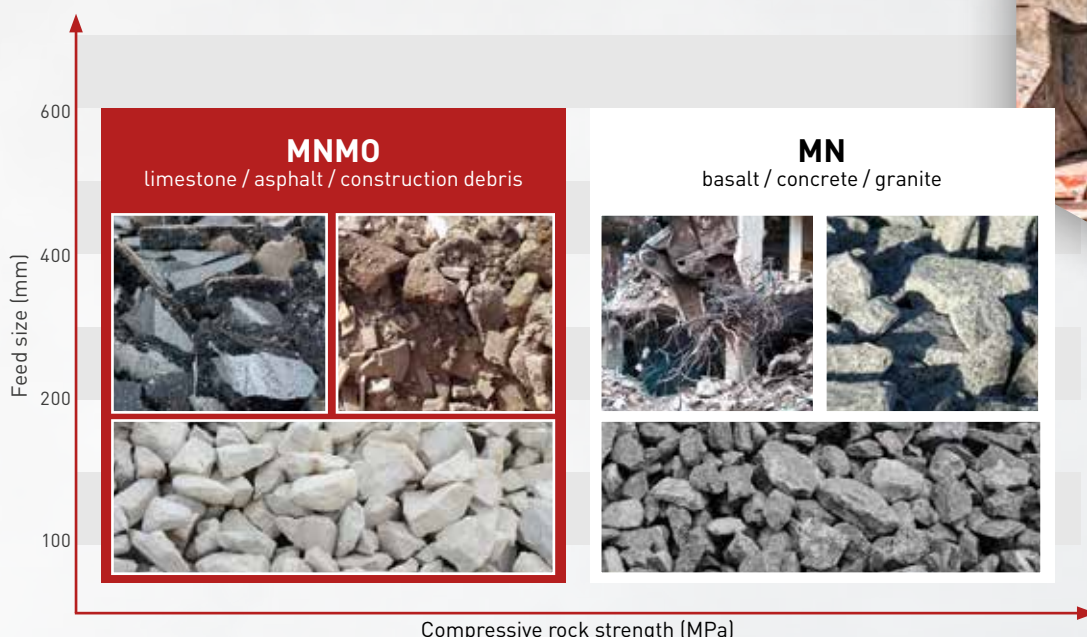 600
400
200
100
Feed size (mm)
MNMO
limestone / asphalt / construction debris
MN
basalt / concrete / granite
Compressive rock strength (MPa)